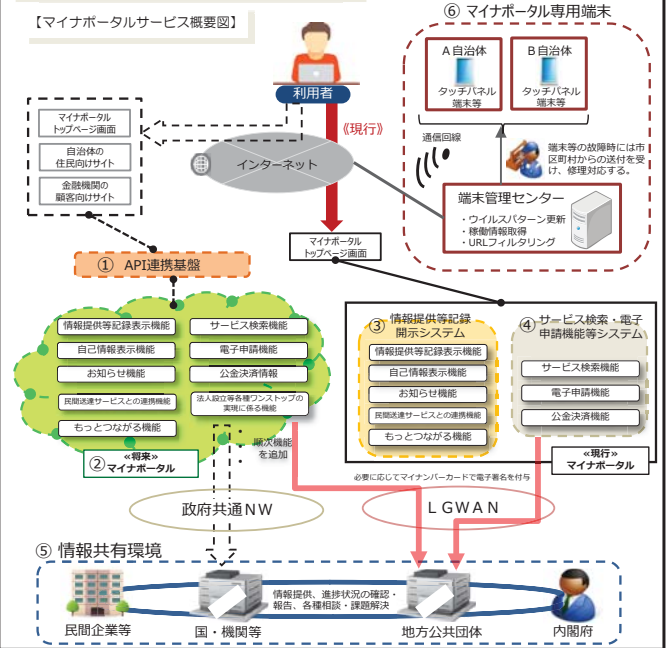 【マイナポータルサービス概要図】
⑥ マイナポータル専用端末
A自治体
タッチパネル
端末等
B自治体
タッチパネル
端末等
利用者
マイナポータル
トップページ画面
自治体の
住民向けサイト
金融機関の
顧客向けサイト
《現行》
インターネット
通信回線
端末等の故障時には市
区町村からの送付を受
け、修理対応する。
端末管理センター
・ウイルスパターン更新
・稼働情報取得
・URLフィルタリング
マイナポータル
トップページ画面
① API連携基盤
情報提供等記録表示機能
自己情報表示機能
お知らせ機能
民間送達サービスとの連携機能
もっとつながる機能
サービス検索機能
電子申請機能
公金決済情報
法人設立等各種ワンストップの
実現に係る機能
② ≪将来≫
マイナポータル
・
・
・
順次機能
を追加
③ 情報提供等記録
開示システム
情報提供等記録表示機能
自己情報表示機能
お知らせ機能
民間送達サービスとの連携機能
もっとつながる機能
④ サービス検索・電子
申請機能等システム
サービス検索機能
電子申請機能
公金決済機能
≪現行≫
マイナポータル
必要に応じてマイナンバーカードで電子署名を付与
政府共通NW
LGWAN
⑤ 情報共有環境
情報提供、進捗状況の確認・
報告、各種相談・課題解決
民間企業等
国・機関等
地方公共団体
内閣府